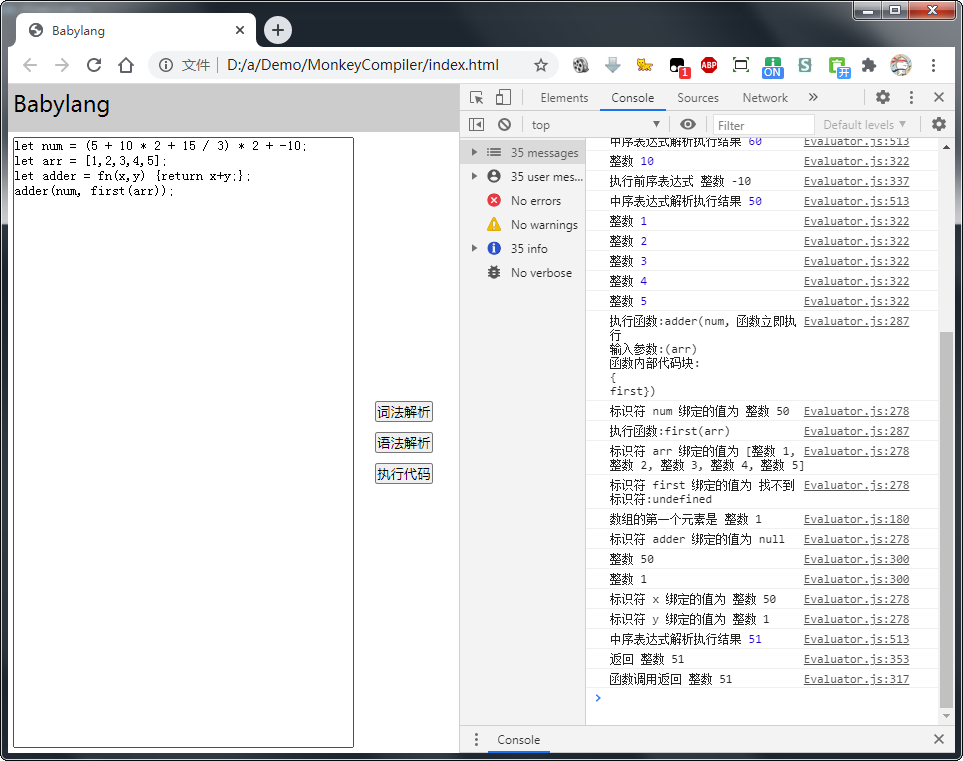 Babylang
文件 D:/a/Demo/MonkeyCompiler/index.html
1
ABP
ON
S
开
Babylang
let num = (5 + 10 * 2 + 15 / 3) * 2 + -10;
let arr = [1,2,3,4,5];
let adder = fn(x,y) {return x+y;};
adder(num, first(arr));
词法解析
语法解析
执行代码
Elements Console Sources Network »
top Filter Default levels
35 messages
35 user mes...
No errors
No warnings
35 info
No verbose
中序表达式解析执行结果 60 Evaluator.js:513
整数 10 Evaluator.js:322
执行前序表达式 整数 -10 Evaluator.js:337
中序表达式解析执行结果 50 Evaluator.js:513
整数 1 Evaluator.js:322
整数 2 Evaluator.js:322
整数 3 Evaluator.js:322
整数 4 Evaluator.js:322
整数 5 Evaluator.js:322
执行函数:adder(num, 函数立即执 Evaluator.js:287
行
输入参数:(arr)
函数内部代码块:
{
first})
标识符 num 绑定的值为 整数 50 Evaluator.js:278
执行函数:first(arr) Evaluator.js:287
标识符 arr 绑定的值为 [整数 1, Evaluator.js:278
整数 2, 整数 3, 整数 4, 整数 5]
标识符 first 绑定的值为 找不到 Evaluator.js:278
标识符:undefined
数组的第一个元素是 整数 1 Evaluator.js:180
标识符 adder 绑定的值为 null Evaluator.js:278
整数 50 Evaluator.js:300
整数 1 Evaluator.js:300
标识符 x 绑定的值为 整数 50 Evaluator.js:278
标识符 y 绑定的值为 整数 1 Evaluator.js:278
中序表达式解析执行结果 51 Evaluator.js:513
返回 整数 51 Evaluator.js:353
函数调用返回 整数 51 Evaluator.js:317
Console